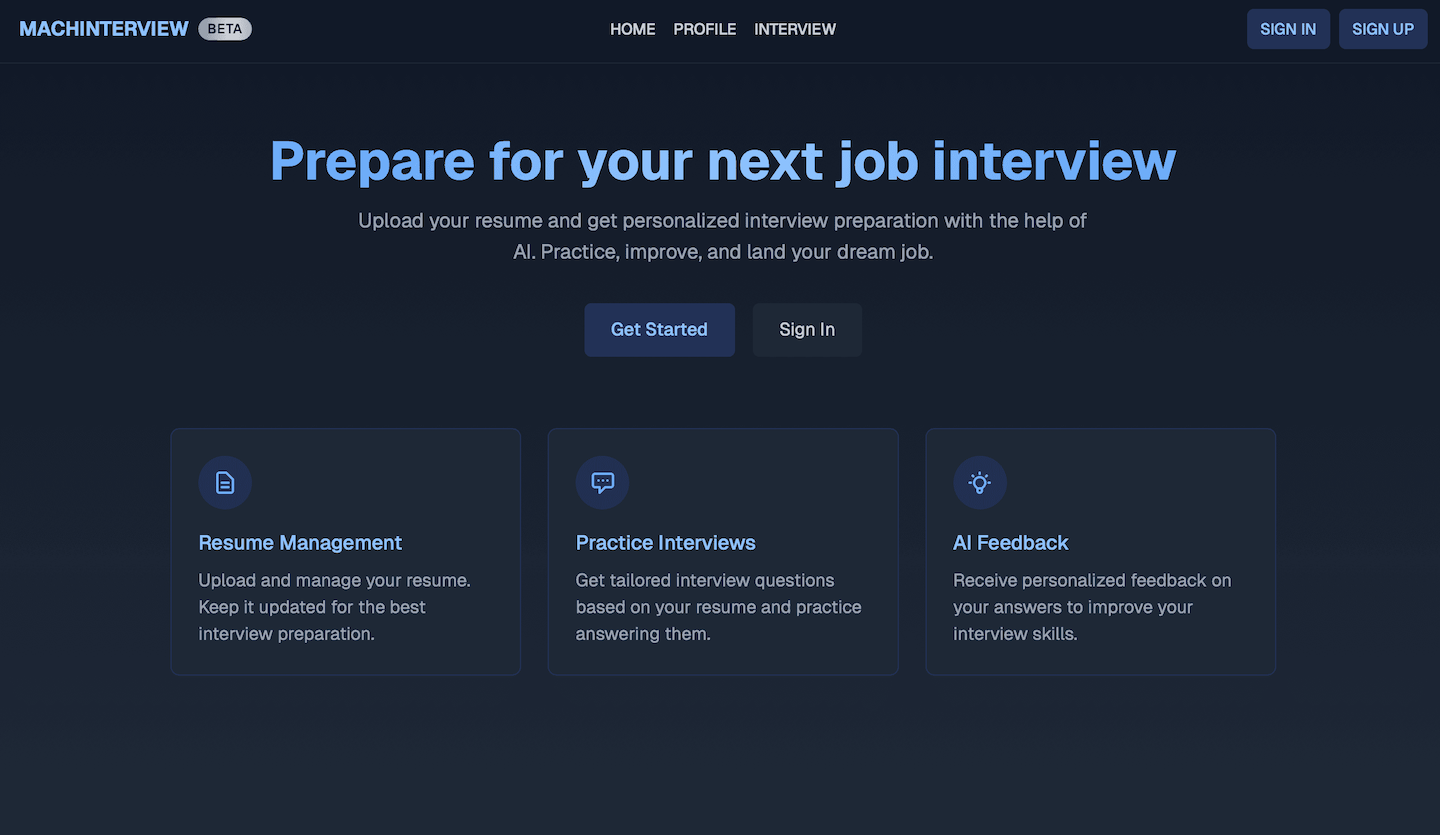 MACHINTERVIEW BETA
HOME PROFILE INTERVIEW
SIGN IN SIGN UP
Prepare for your next job interview
Upload your resume and get personalized interview preparation with the help of
AI. Practice, improve, and land your dream job.
Get Started Sign In
Resume Management
Upload and manage your resume.
Keep it updated for the best
interview preparation.
Practice Interviews
Get tailored interview questions
based on your resume and practice
answering them.
AI Feedback
Receive personalized feedback on
your answers to improve your
interview skills.